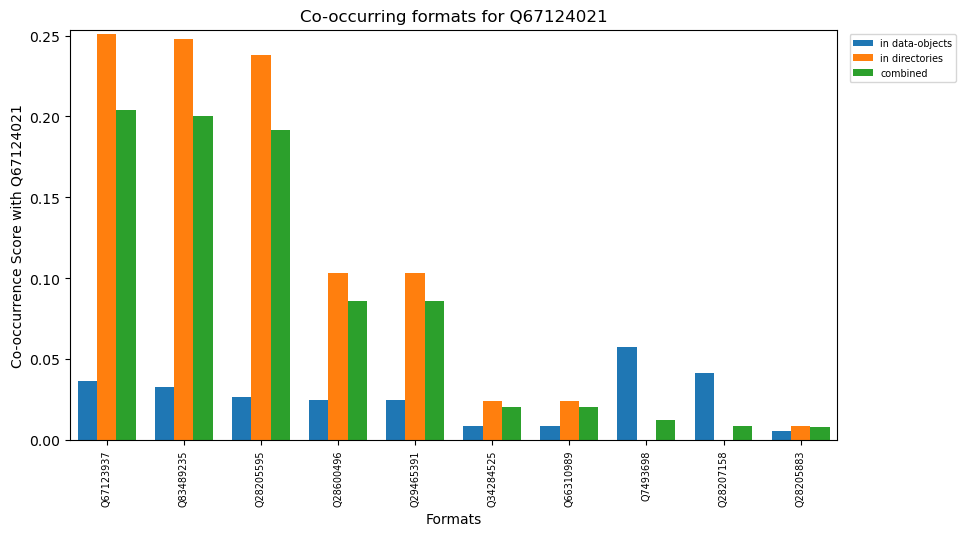 Co-occurring formats for Q67124021
in data-objects
in directories
combined
Co-occurrence Score with Q67124021
0.25
0.20
0.15
0.10
0.05
0.00
Q67123937
Q83489235
Q28205595
Q28600496
Q29465391
Q34284525
Q66310989
Q7493698
Q28207158
Q28205883
Formats